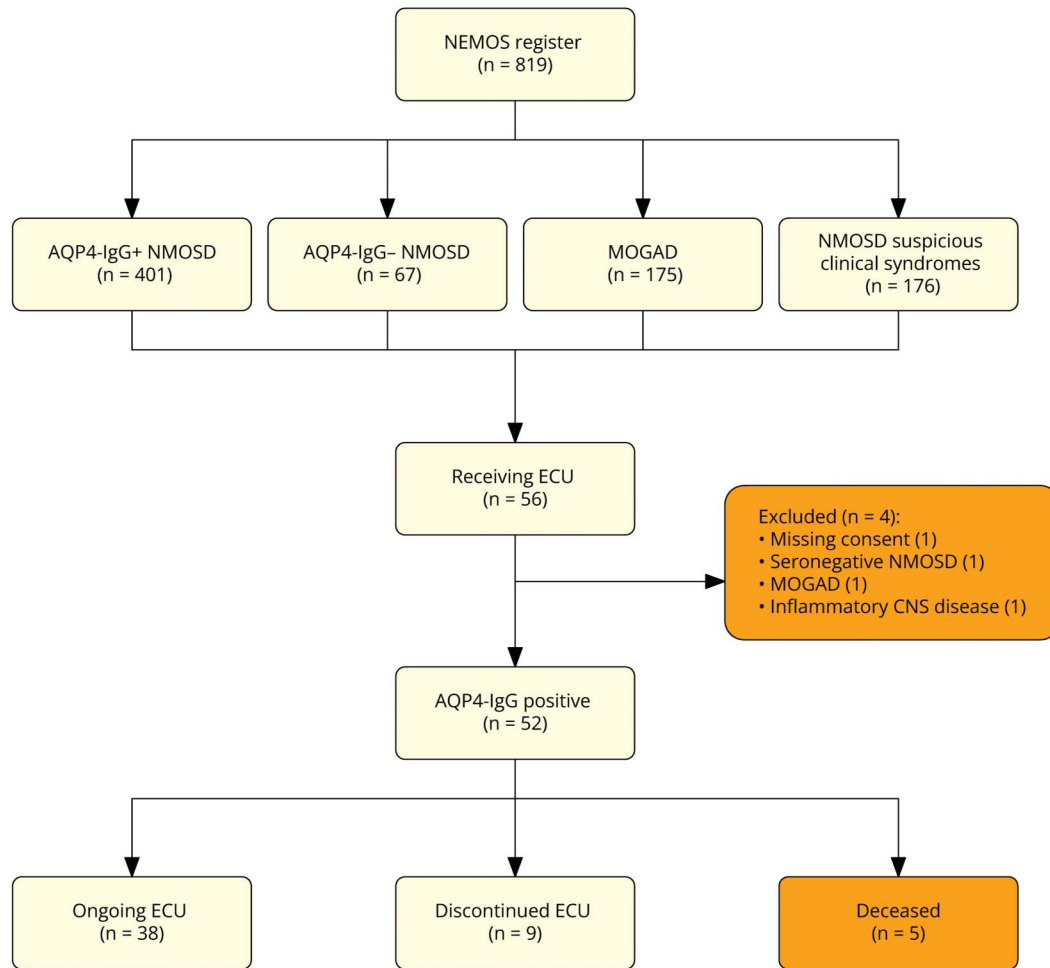 NEMOS register
(n = 819)
AQP4-IgG+ NMOSD
(n = 401)
AQP4-IgG– NMOSD
(n = 67)
MOGAD
(n = 175)
NMOSD suspicious
clinical syndromes
(n = 176)
Receiving ECU
(n = 56)
Excluded (n = 4):
• Missing consent (1)
• Seronegative NMOSD (1)
• MOGAD (1)
• Inflammatory CNS disease (1)
AQP4-IgG positive
(n = 52)
Ongoing ECU
(n = 38)
Discontinued ECU
(n = 9)
Deceased
(n = 5)